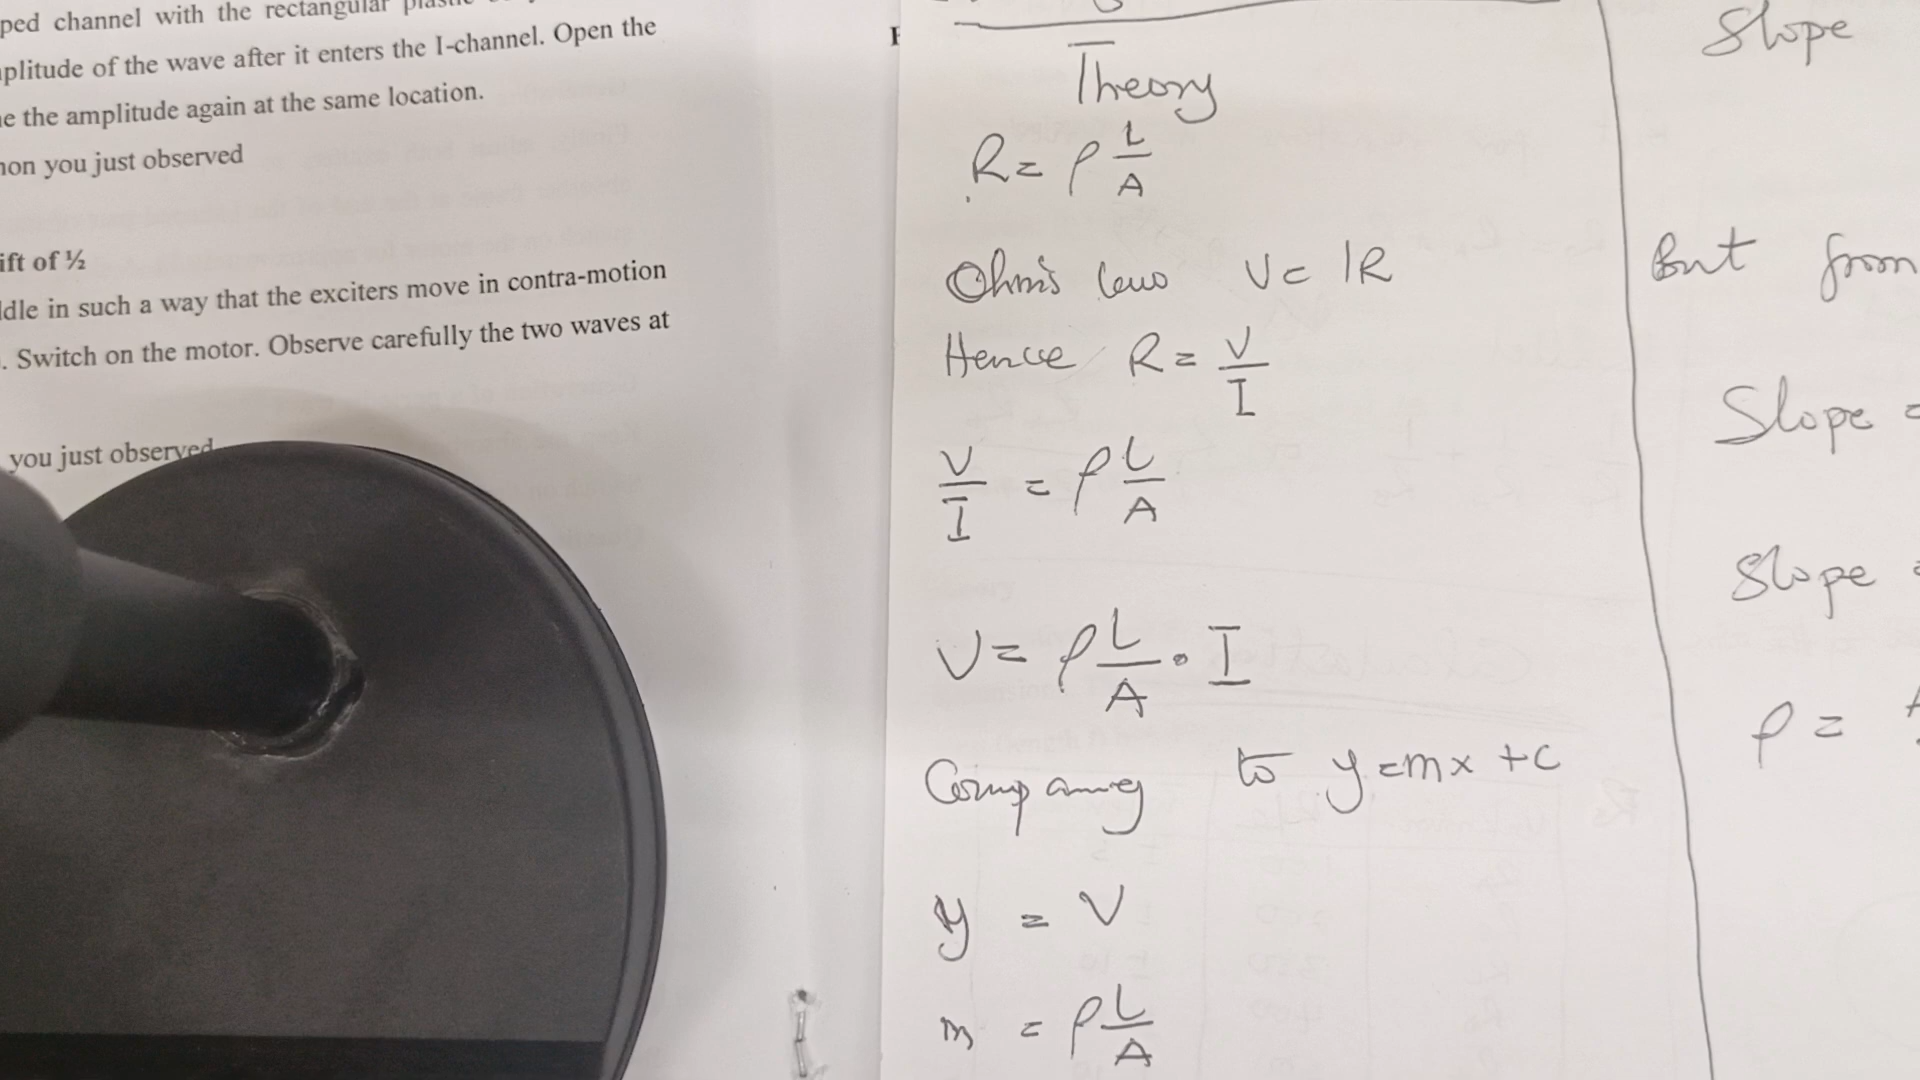 ped channel with the rectangular
plitude of the wave after it enters the I-channel. Open the
e the amplitude again at the same location.
non you just observed
ift of ½
ddle in such a way that the exciters move in contra-motion
. Switch on the motor. Observe carefully the two waves at
you just observed
Theory
R = ρ L/A
Ohm's law V = IR
Hence R = V/I
V/I = ρ L/A
V = ρ L/A · I
Comparing to y = mx + c
y = V
m = ρ L/A
Slope
But from
Slope =
Slope =
ρ =